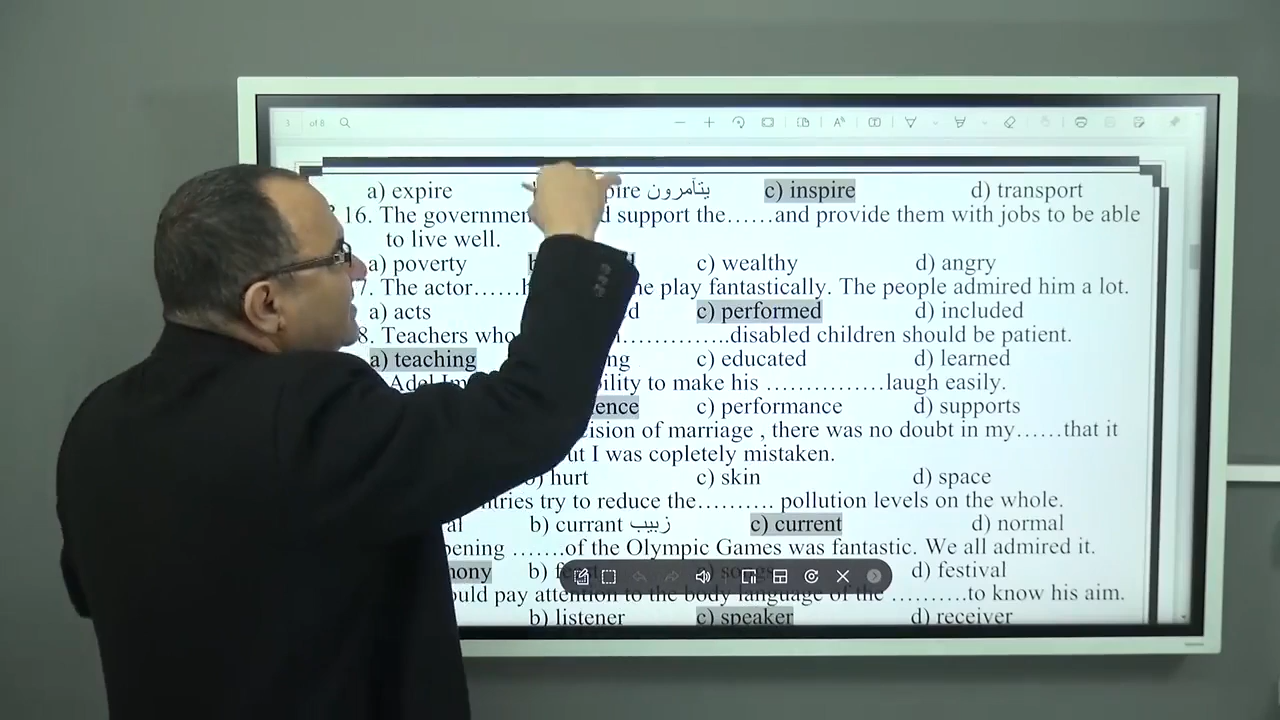 3 of 8
a) expire pire يتآمرون c) inspire d) transport
16. The governmen d support the……and provide them with jobs to be able
to live well.
a) poverty c) wealthy d) angry
7. The actor……h e play fantastically. The people admired him a lot.
a) acts d c) performed d) included
8. Teachers who ……………disabled children should be patient.
a) teaching ng c) educated d) learned
Adel Im bility to make his ……………laugh easily.
ence c) performance d) supports
cision of marriage , there was no doubt in my……that it
ut I was copletely mistaken.
b) hurt c) skin d) space
ntries try to reduce the………. pollution levels on the whole.
al b) currant زبيب c) current d) normal
pening …….of the Olympic Games was fantastic. We all admired it.
mony b) c) songs d) festival
ould pay attention to the body language of the ……….to know his aim.
b) listener c) speaker d) receiver